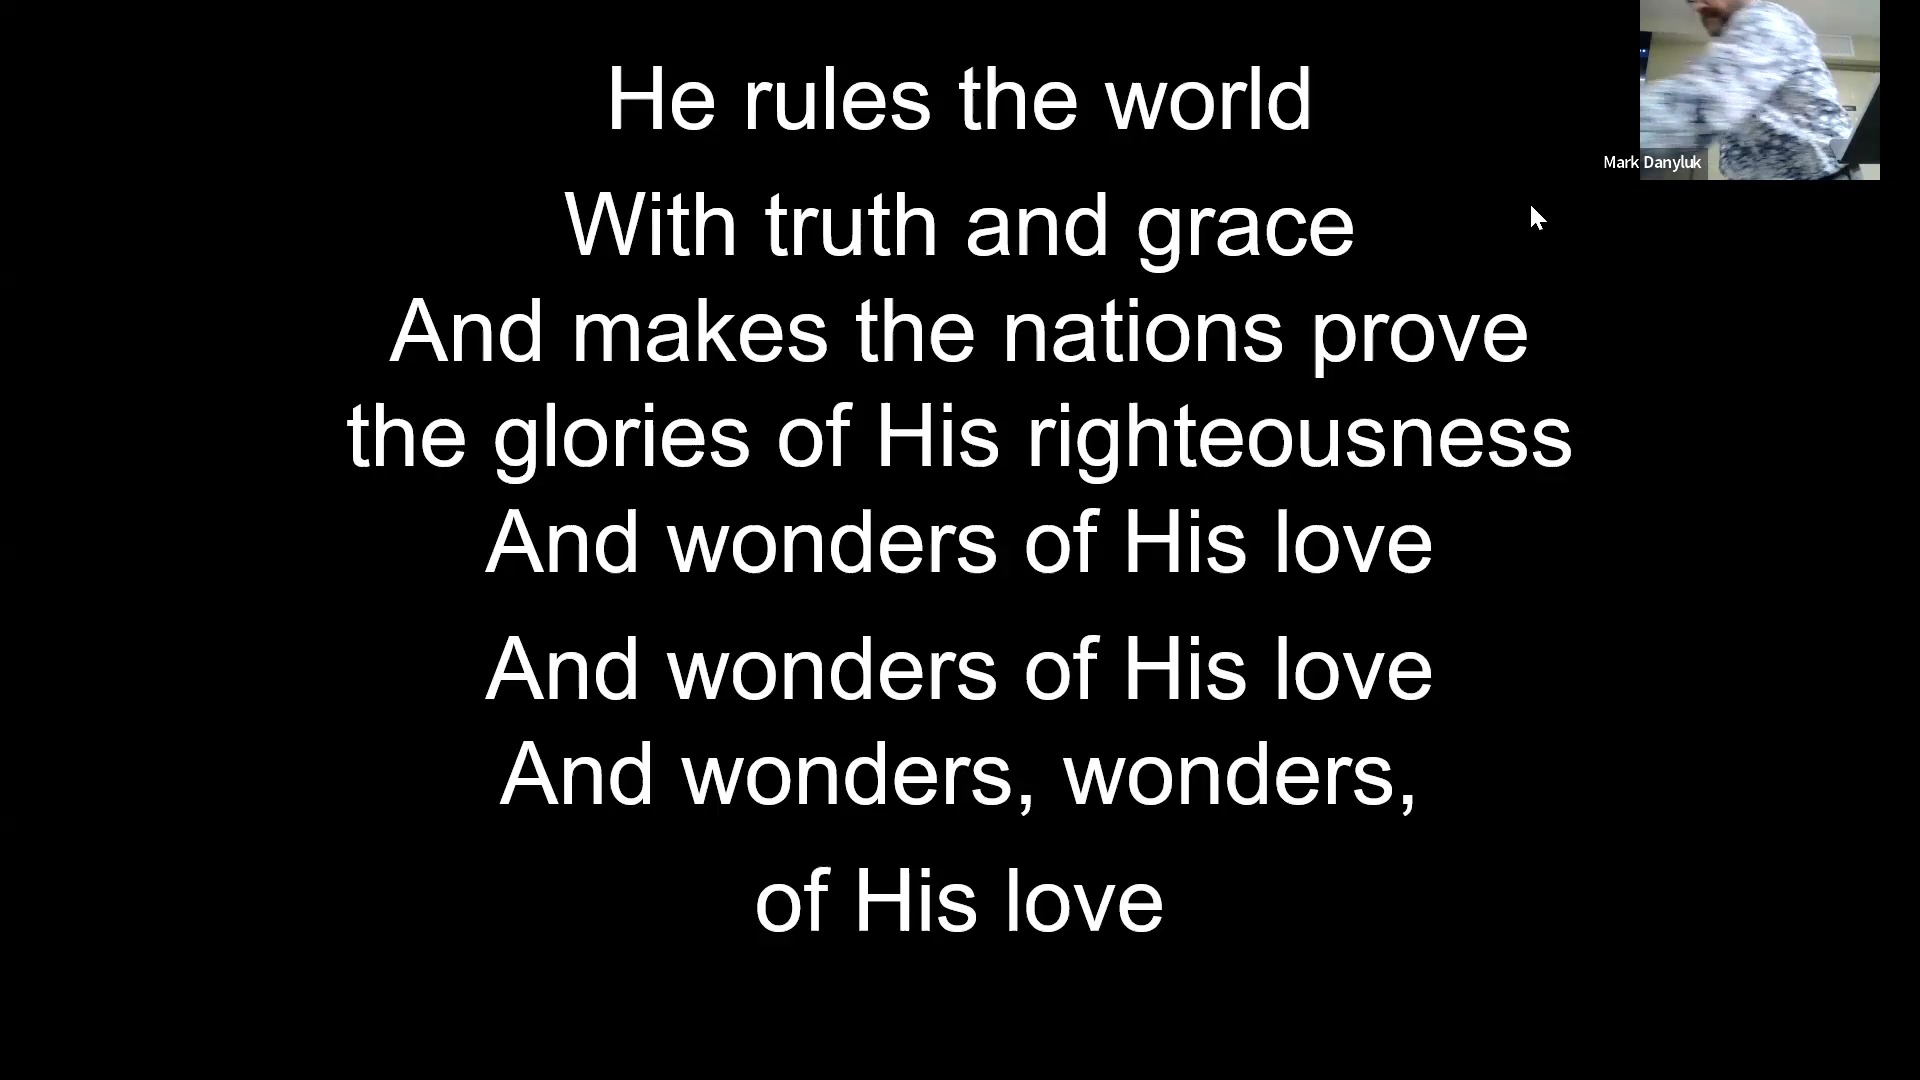 He rules the world
Mark Danyluk
With truth and grace
And makes the nations prove
the glories of His righteousness
And wonders of His love
And wonders of His love
And wonders, wonders,
of His love